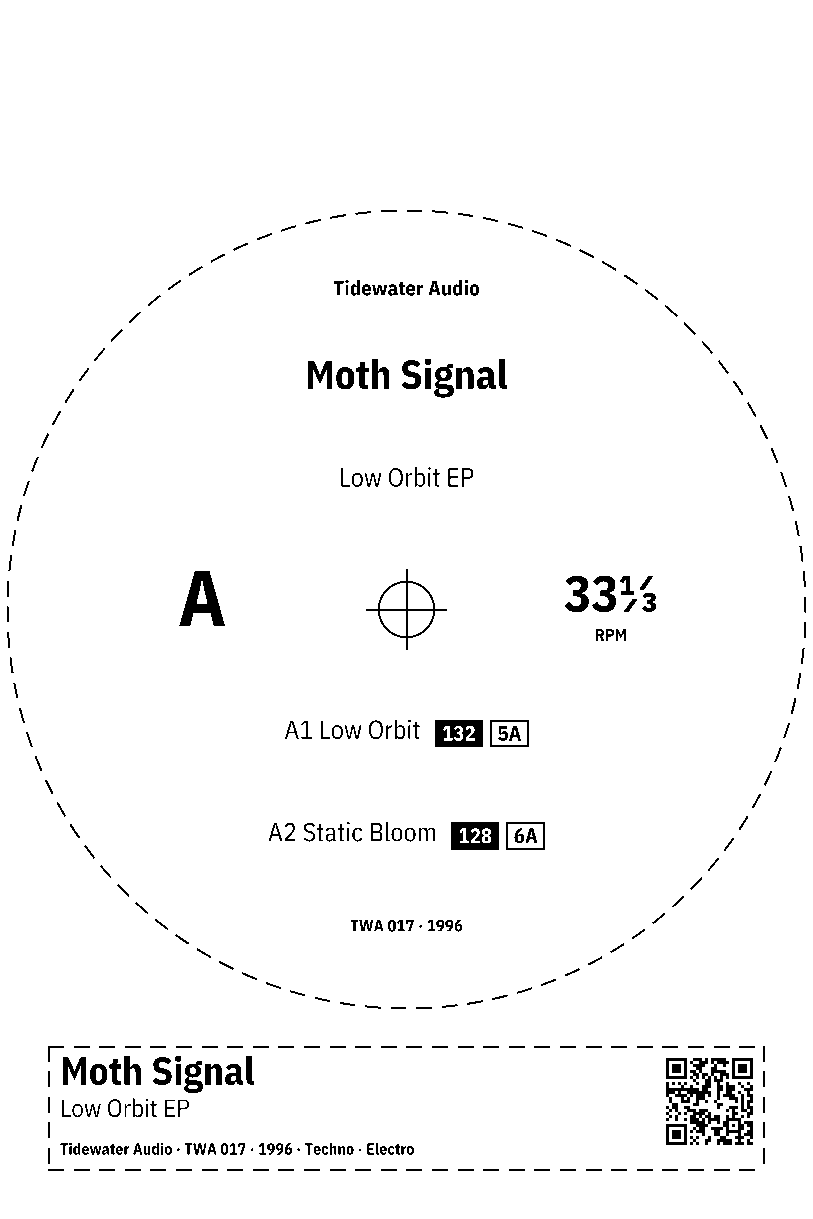 Tidewater Audio
Moth Signal
Low Orbit EP
A
33⅓
RPM
A1 Low Orbit 132 5A
A2 Static Bloom 128 6A
TWA 017 · 1996
Moth Signal
Low Orbit EP
Tidewater Audio · TWA 017 · 1996 · Techno · Electro